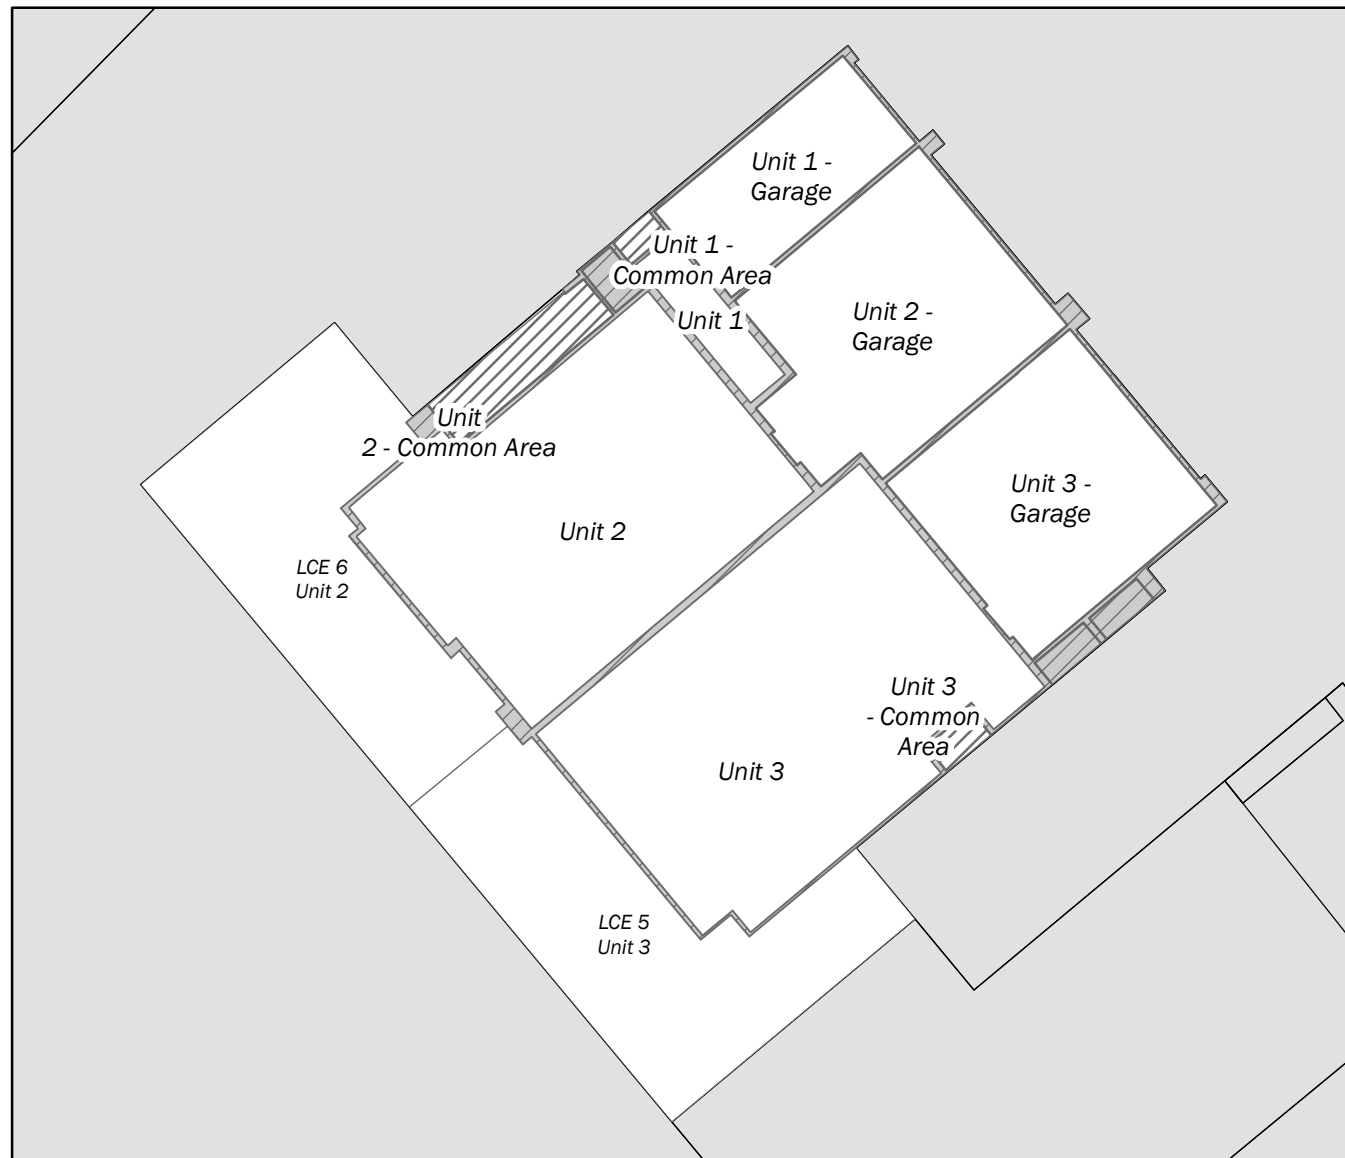 Unit 1 -
Garage
Unit 1 -
Common Area
Unit 1
Unit 2 -
Garage
Unit
2 - Common Area
Unit 2
Unit 3 -
Garage
LCE 6
Unit 2
Unit 3
- Common
Area
Unit 3
LCE 5
Unit 3